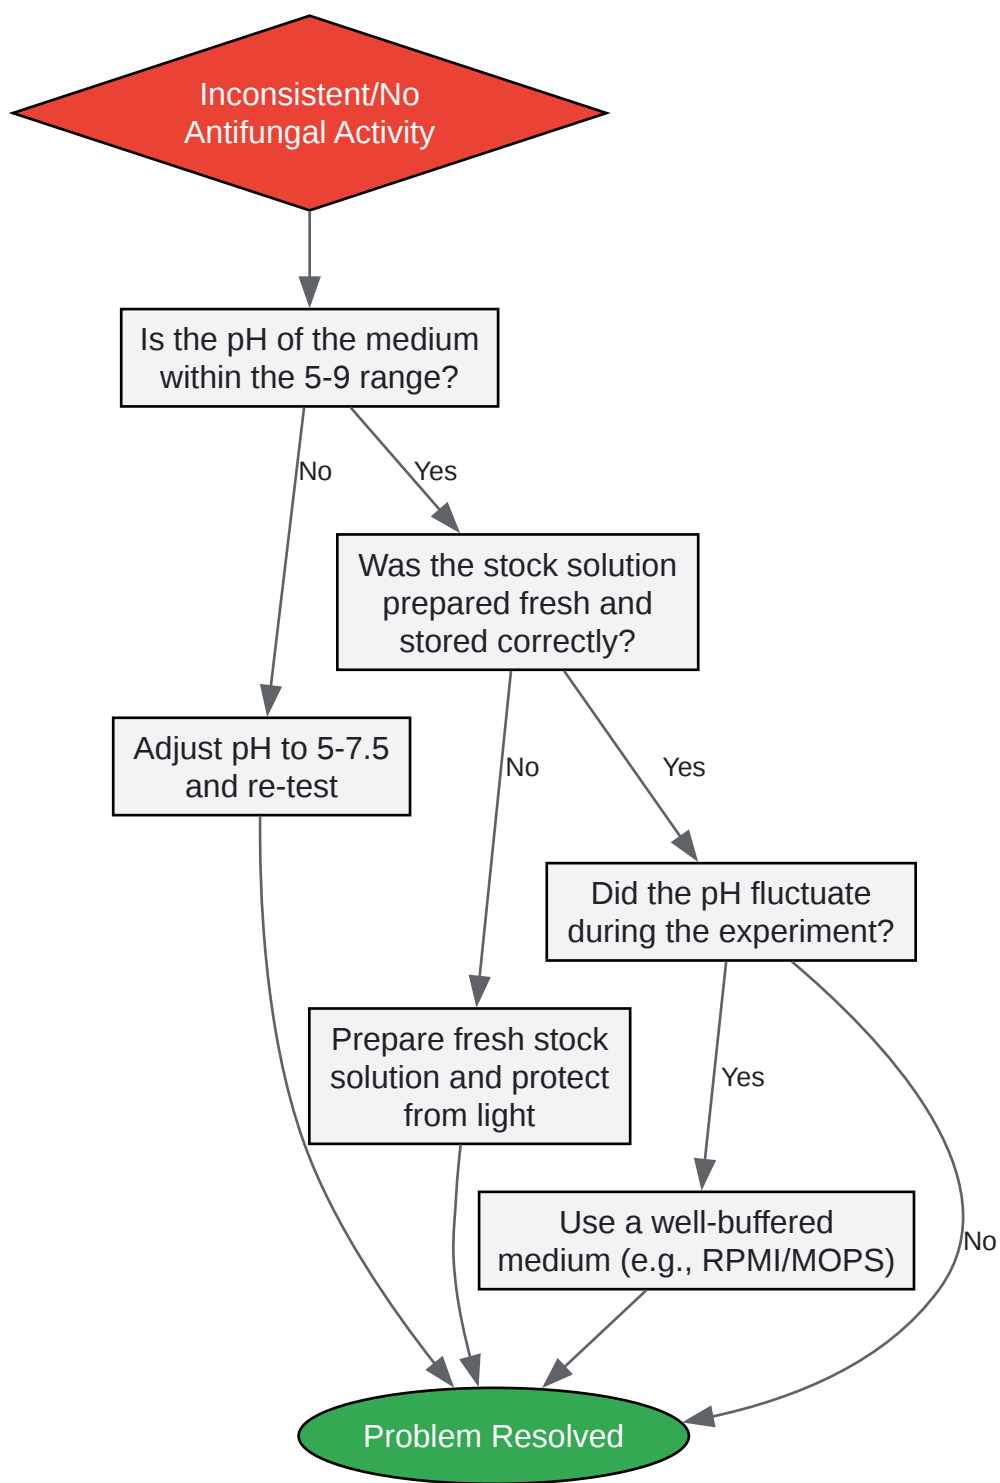 Inconsistent/No
Antifungal Activity
Is the pH of the medium
within the 5-9 range?
No
Yes
Was the stock solution
prepared fresh and
stored correctly?
Adjust pH to 5-7.5
and re-test
No
Yes
Did the pH fluctuate
during the experiment?
Prepare fresh stock
solution and protect
from light
Yes
Use a well-buffered
medium (e.g., RPMI/MOPS)
No
Problem Resolved